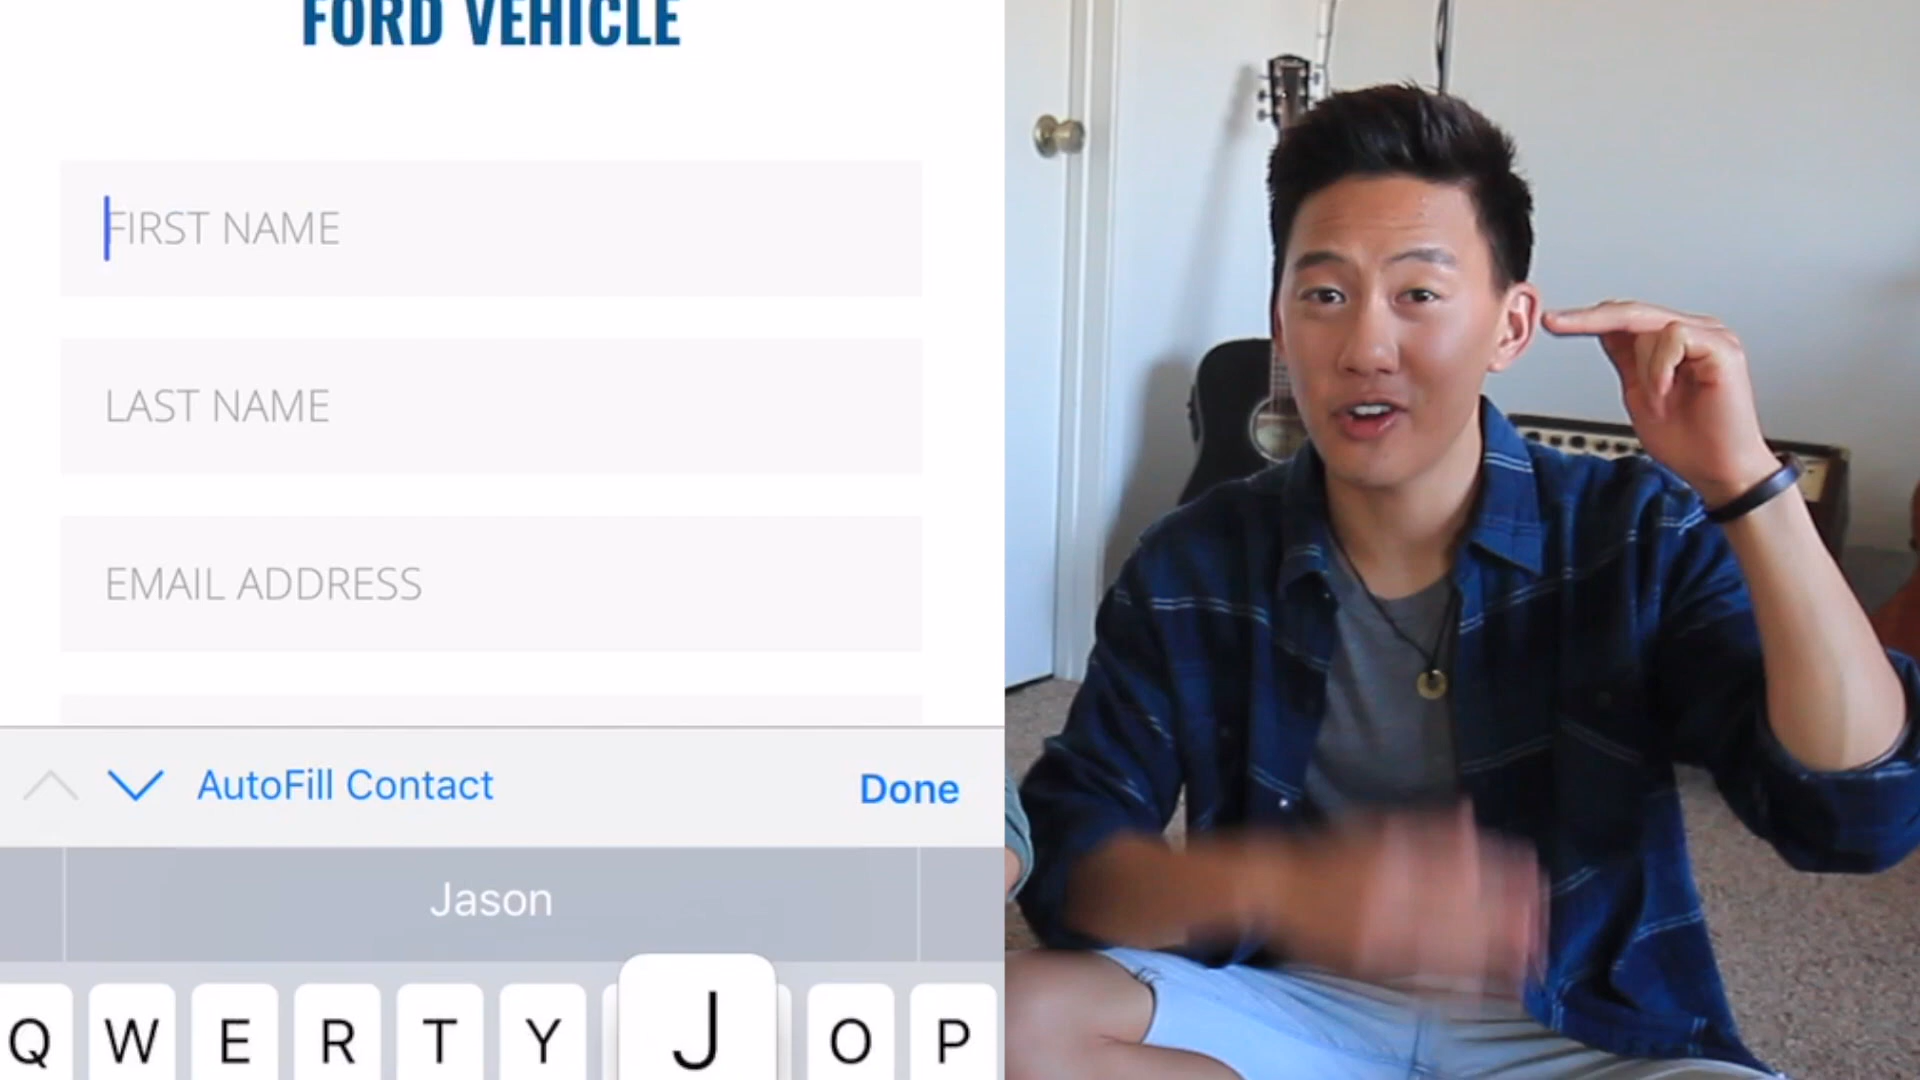 FORD VEHICLE
FIRST NAME
LAST NAME
EMAIL ADDRESS
AutoFill Contact Done
Jason
Q W E R T Y J O P